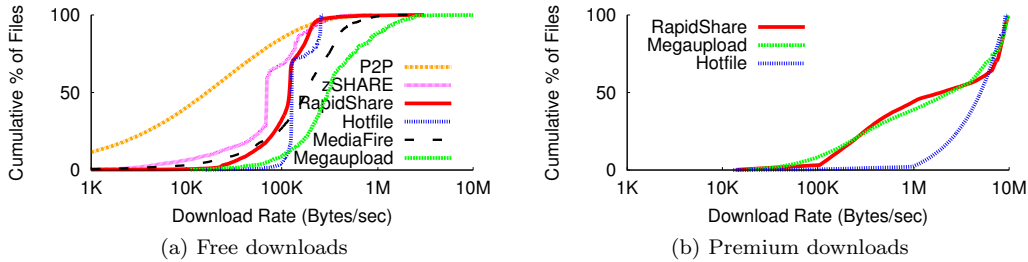 Cumulative % of Files
100
50
0
P2P
zSHARE
RapidShare
Hotfile
MediaFire
Megaupload
1K 10K 100K 1M 10M
Download Rate (Bytes/sec)
(a) Free downloads
Cumulative % of Files
100
50
0
RapidShare
Megaupload
Hotfile
1K 10K 100K 1M 10M
Download Rate (Bytes/sec)
(b) Premium downloads